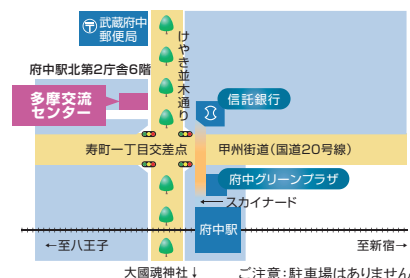 武蔵府中
郵便局
けやき並木通り
府中駅北第2庁舎6階
多摩交流
センター
信託銀行
寿町一丁目交差点
甲州街道(国道20号線)
府中グリーンプラザ
←スカイナード
府中駅
←至八王子
至新宿→
大國魂神社↓
ご注意:駐車場はありません